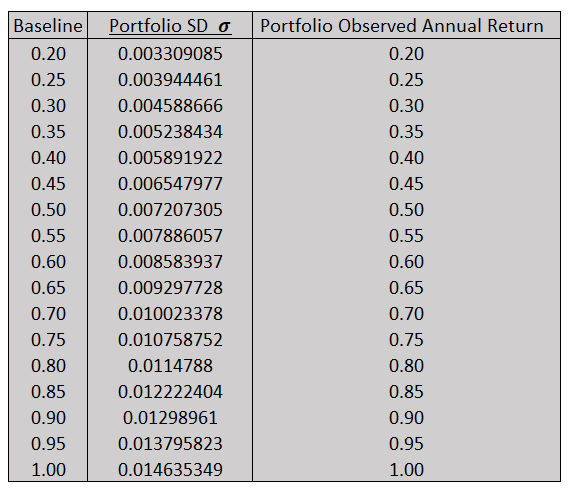 Baseline Portfolio SD σ Portfolio Observed Annual Return
0.20 0.003309085 0.20
0.25 0.003944461 0.25
0.30 0.004588666 0.30
0.35 0.005238434 0.35
0.40 0.005891922 0.40
0.45 0.006547977 0.45
0.50 0.007207305 0.50
0.55 0.007886057 0.55
0.60 0.008583937 0.60
0.65 0.009297728 0.65
0.70 0.010023378 0.70
0.75 0.010758752 0.75
0.80 0.0114788 0.80
0.85 0.012222404 0.85
0.90 0.01298961 0.90
0.95 0.013795823 0.95
1.00 0.014635349 1.00